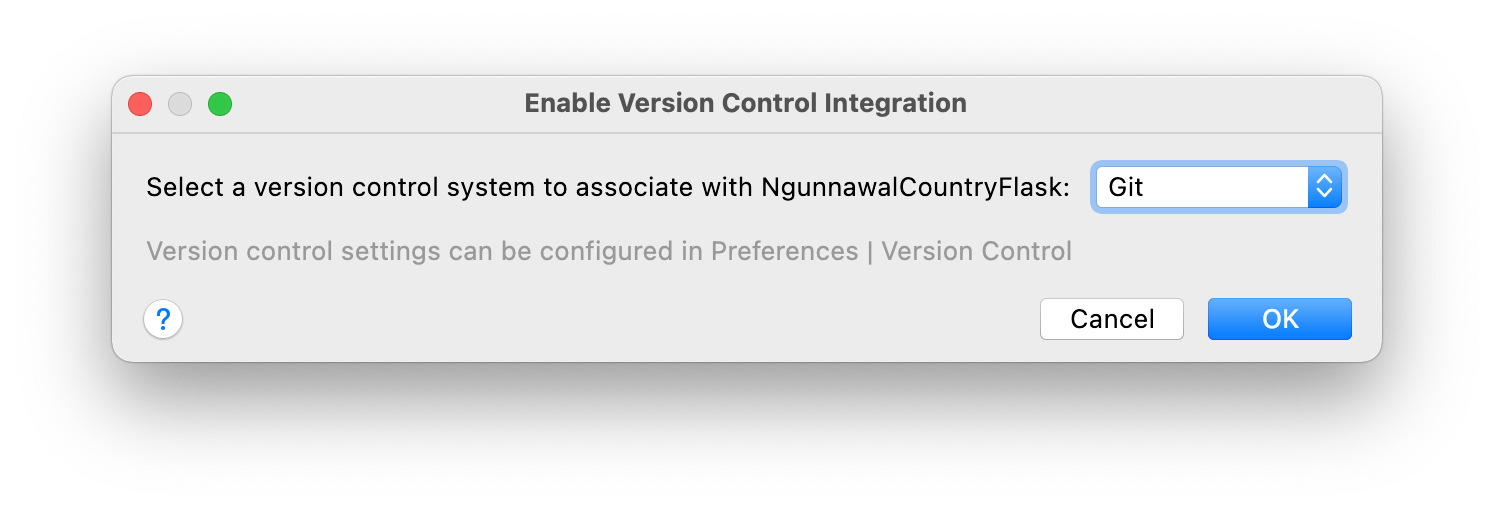 Enable Version Control Integration
Select a version control system to associate with NgunnawalCountryFlask: Git
Version control settings can be configured in Preferences | Version Control
? Cancel OK